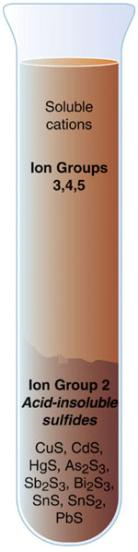 Soluble
cations
Ion Groups
3,4,5
Ion Group 2
Acid-insoluble
sulfides
CuS, CdS,
HgS, As₂S₃,
Sb₂S₃, Bi₂S₃,
SnS, SnS₂,
PbS